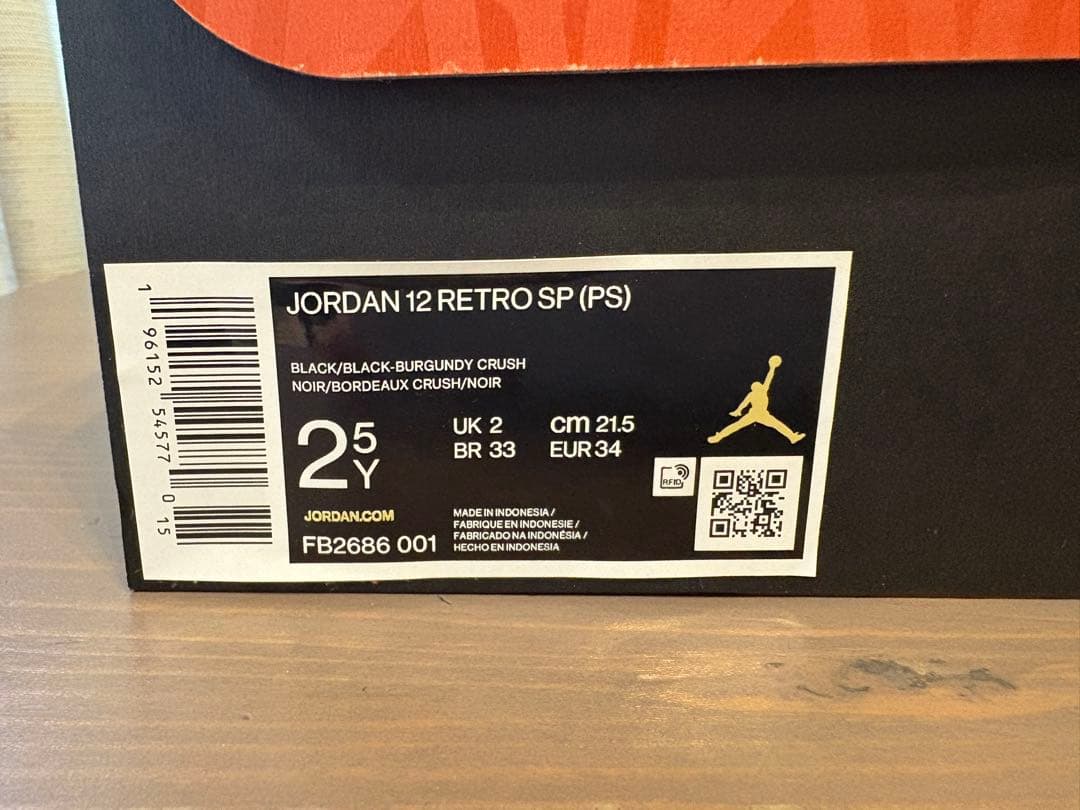 JORDAN 12 RETRO SP (PS)
BLACK/BLACK-BURGUNDY CRUSH
NOIR/BORDEAUX CRUSH/NOIR
2 5 Y
UK 2 cm 21.5
BR 33 EUR 34
RFID
JORDAN.COM
FB2686 001
MADE IN INDONESIA /
FABRIQUE EN INDONESIE /
FABRICADO NA INDONÉSIA /
HECHO EN INDONESIA
1 96152 54577 0 15